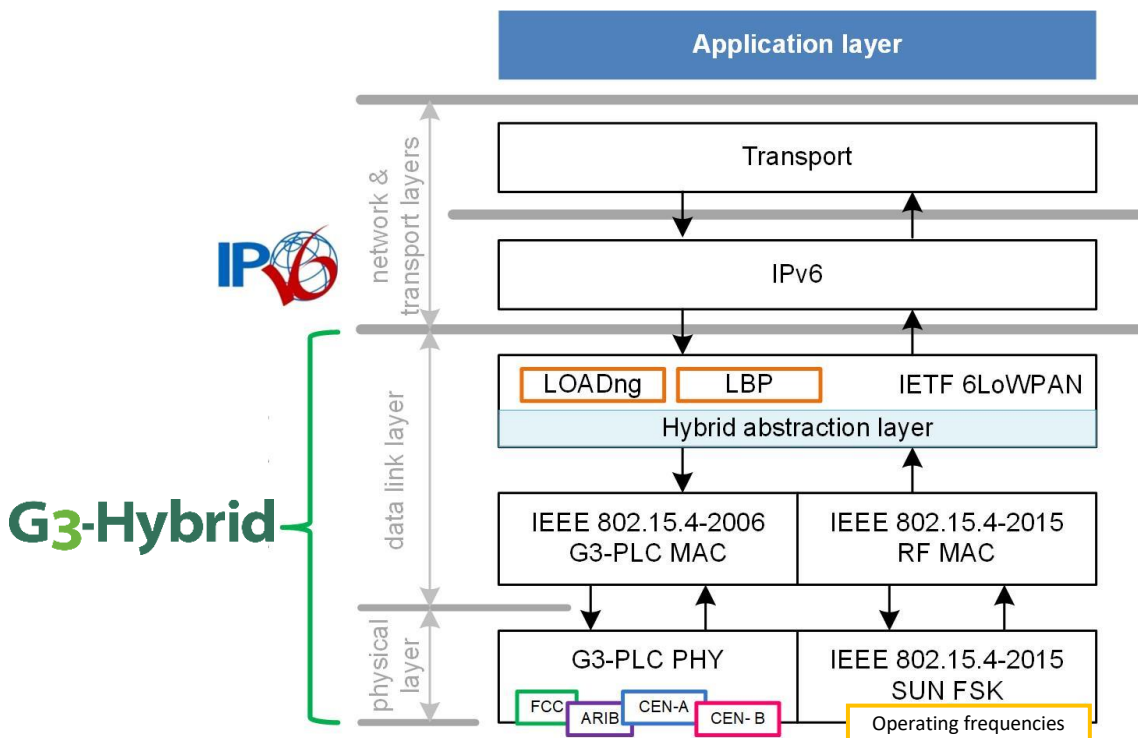 Application layer
network &
transport layers
Transport
IPv6
IPv6
data link layer
LOADng
LBP
IETF 6LoWPAN
Hybrid abstraction layer
G3-Hybrid
IEEE 802.15.4-2006
G3-PLC MAC
IEEE 802.15.4-2015
RF MAC
physical
layer
G3-PLC PHY
IEEE 802.15.4-2015
SUN FSK
FCC
ARIB
CEN-A
CEN- B
Operating frequencies